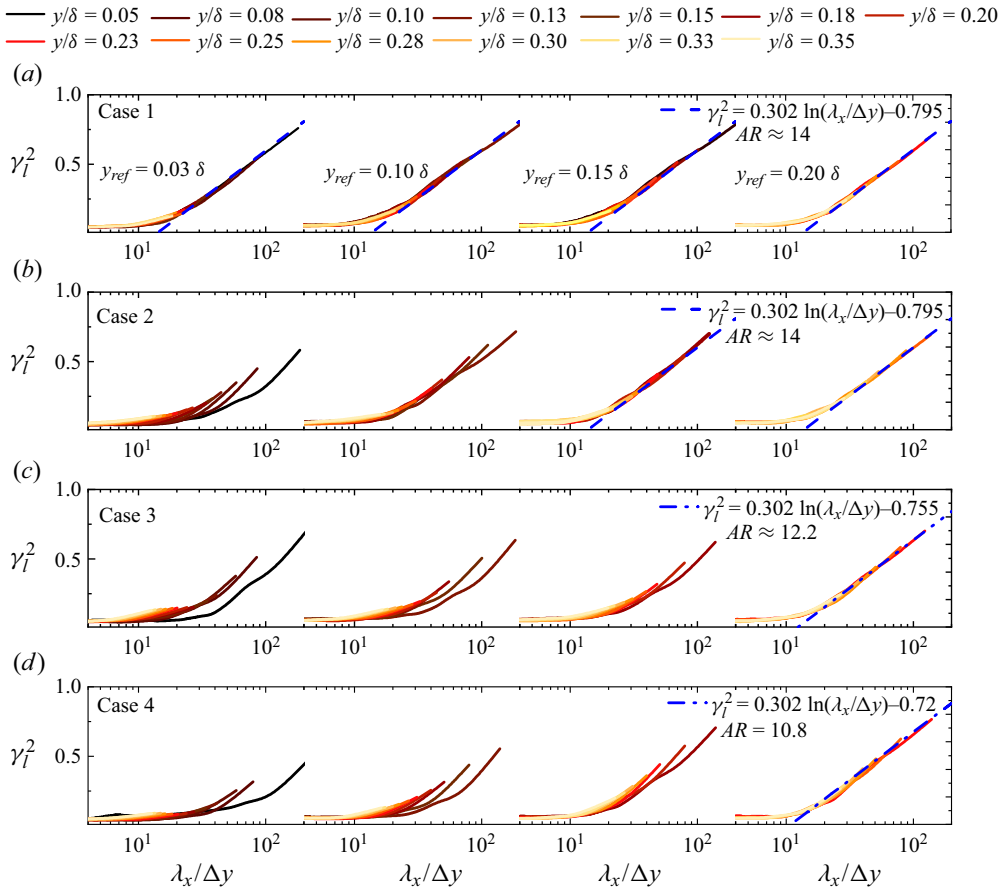 y/δ = 0.05 y/δ = 0.08 y/δ = 0.10 y/δ = 0.13 y/δ = 0.15 y/δ = 0.18 y/δ = 0.20
y/δ = 0.23 y/δ = 0.25 y/δ = 0.28 y/δ = 0.30 y/δ = 0.33 y/δ = 0.35
(a)
1.0
Case 1
γ_l^2 = 0.302 ln(λ_x/Δy)–0.795
AR ≈ 14
γ_l^2
0.5
y_ref = 0.03 δ
y_ref = 0.10 δ
y_ref = 0.15 δ
y_ref = 0.20 δ
10^1 10^2 10^1 10^2 10^1 10^2 10^1 10^2
(b)
1.0
Case 2
γ_l^2 = 0.302 ln(λ_x/Δy)–0.795
AR ≈ 14
γ_l^2
0.5
10^1 10^2 10^1 10^2 10^1 10^2 10^1 10^2
(c)
1.0
Case 3
γ_l^2 = 0.302 ln(λ_x/Δy)–0.755
AR ≈ 12.2
γ_l^2
0.5
10^1 10^2 10^1 10^2 10^1 10^2 10^1 10^2
(d)
1.0
Case 4
γ_l^2 = 0.302 ln(λ_x/Δy)–0.72
AR = 10.8
γ_l^2
0.5
10^1 10^2 10^1 10^2 10^1 10^2 10^1 10^2
λ_x/Δy λ_x/Δy λ_x/Δy λ_x/Δy